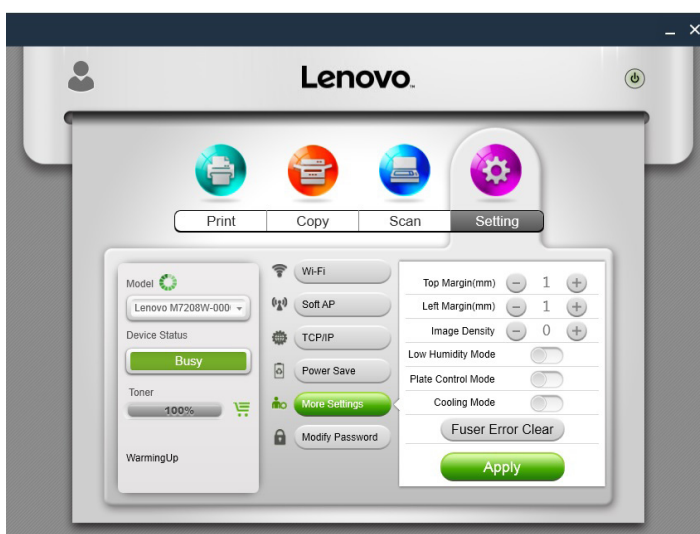 Lenovo
Print
Copy
Scan
Setting
Model
Lenovo M7208W-000
Device Status
Busy
Toner
100%
WarmingUp
Wi-Fi
Soft AP
TCP/IP
Power Save
More Settings
Modify Password
Top Margin(mm) − 1 +
Left Margin(mm) − 1 +
Image Density − 0 +
Low Humidity Mode
Plate Control Mode
Cooling Mode
Fuser Error Clear
Apply